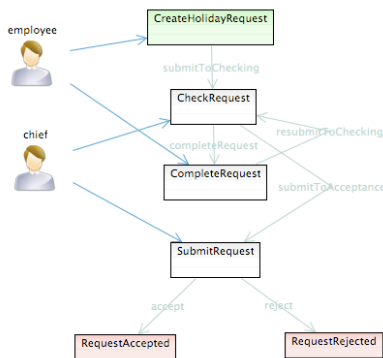 CreateHolidayRequest
employee
submitToChecking
CheckRequest
chief
resubmitToChecking
completeRequest
CompleteRequest
submitToAcceptance
SubmitRequest
accept
reject
RequestAccepted
RequestRejected